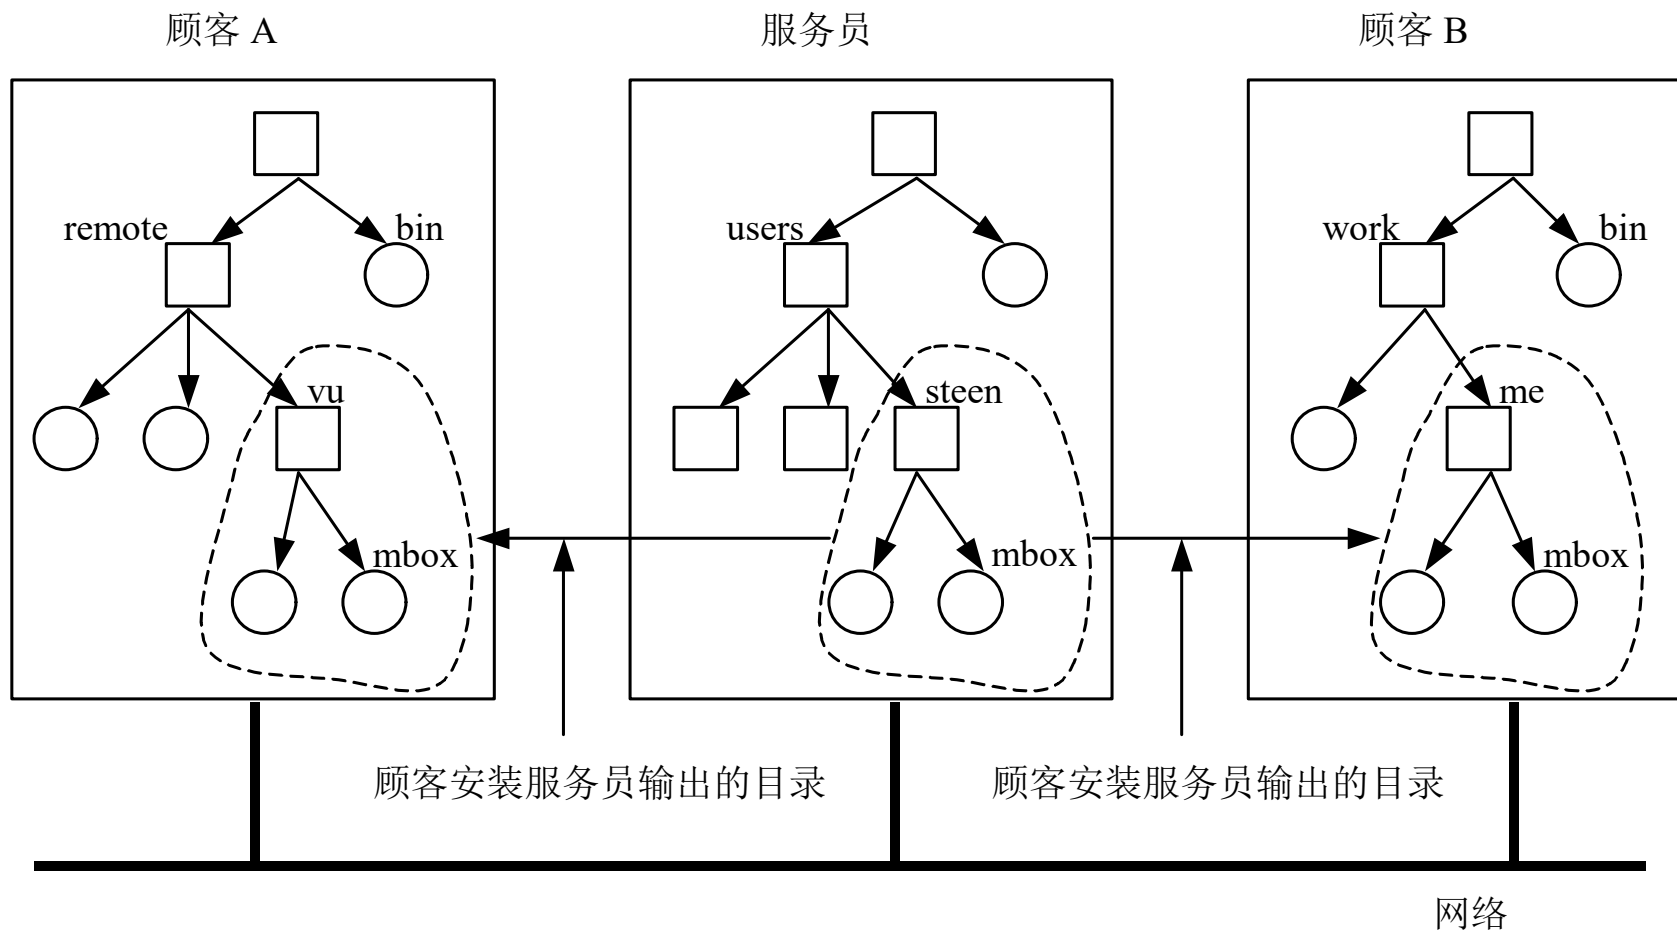 顾客 A
服务员
顾客 B
remote
bin
users
work
bin
vu
steen
me
mbox
mbox
mbox
顾客安装服务员输出的目录
顾客安装服务员输出的目录
网络